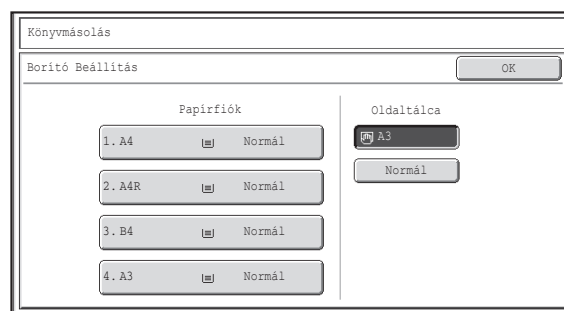 Könyvmásolás
Borító Beállítás OK
Papírfiók
1. A4 Normál
2. A4R Normál
3. B4 Normál
4. A3 Normál
Oldaltálca
A3
Normál